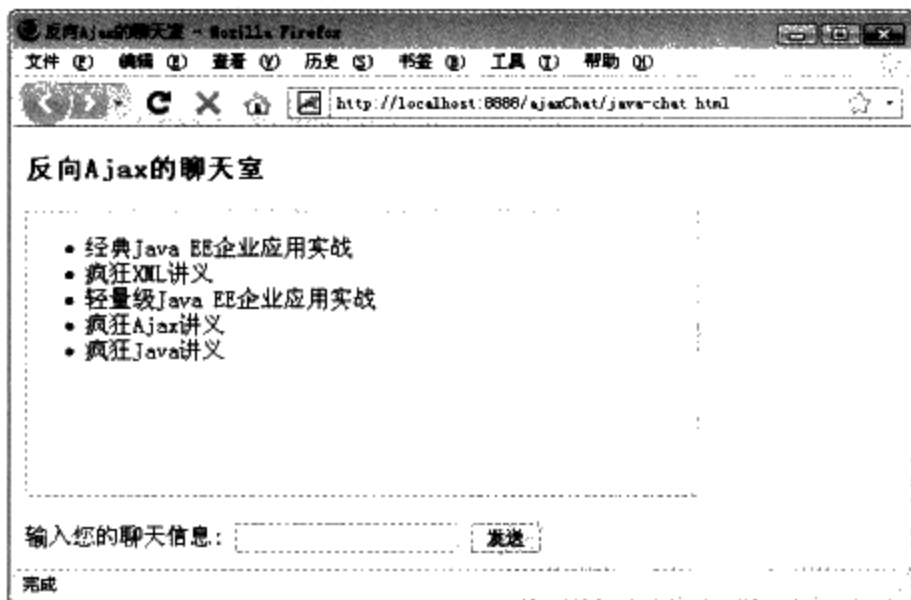 反向Ajax的聊天室 - Mozilla Firefox
文件 (F) 编辑 (E) 查看 (V) 历史 (S) 书签 (B) 工具 (T) 帮助 (H)
http://localhost:8888/ajaxChat/java-chat html
反向Ajax的聊天室
• 经典Java EE企业应用实战
• 疯狂XML讲义
• 轻量级Java EE企业应用实战
• 疯狂Ajax讲义
• 疯狂Java讲义
输入您的聊天信息: 发送
完成